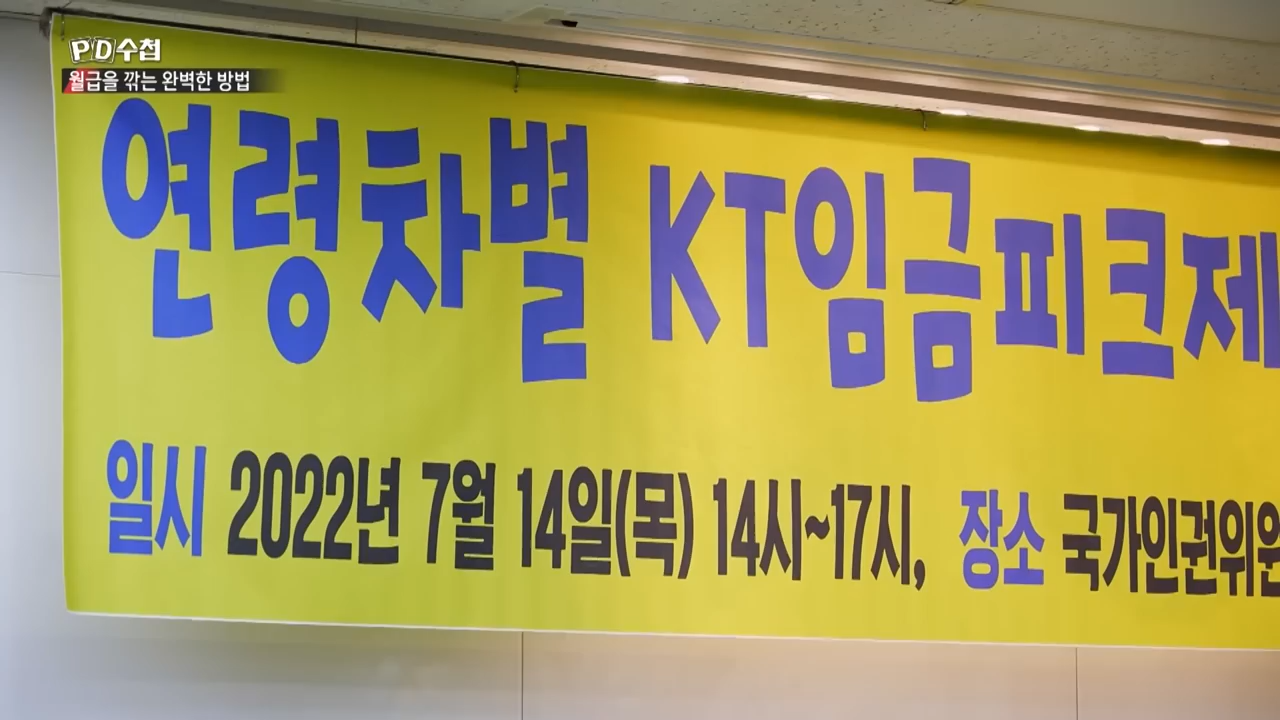 PD수첩
월급을 깎는 완벽한 방법
연령차별 KT임금피크제
일시 2022년 7월 14일(목) 14시~17시, 장소 국가인권위원